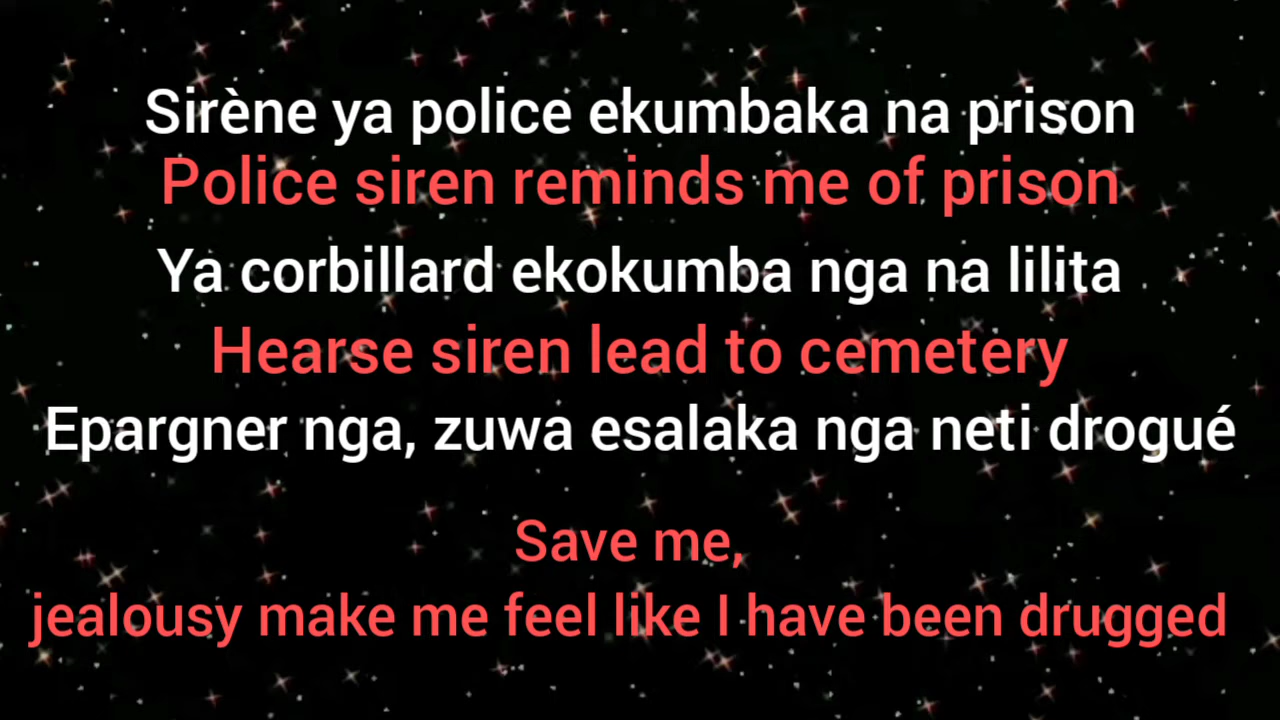 Sirène ya police ekumbaka na prison
Police siren reminds me of prison
Ya corbillard ekokumba nga na lilita
Hearse siren lead to cemetery
Epargner nga, zuwa esalaka nga neti drogué
Save me,
jealousy make me feel like I have been drugged